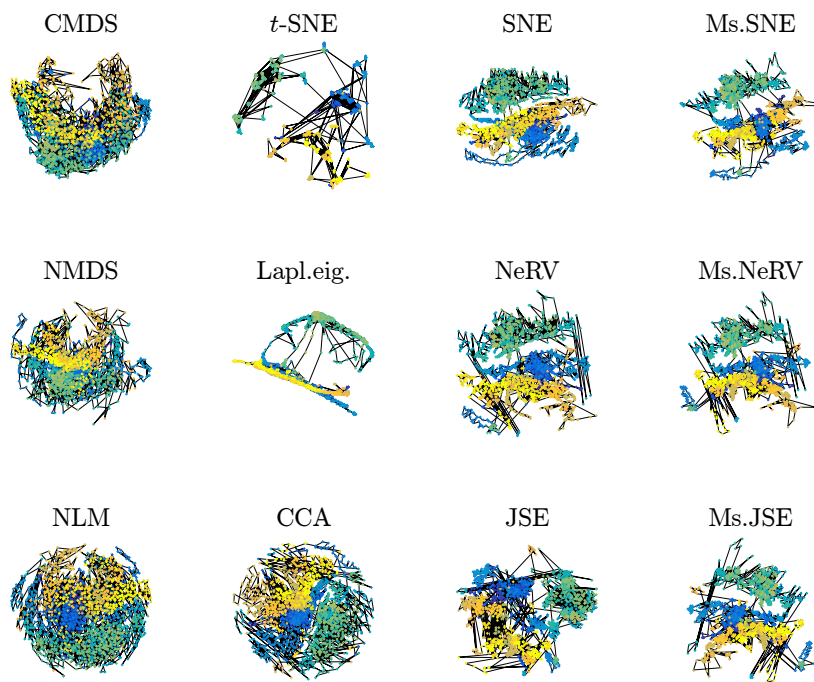 CMDS t-SNE SNE Ms.SNE
NMDS Lapl.eig. NeRV Ms.NeRV
NLM CCA JSE Ms.JSE